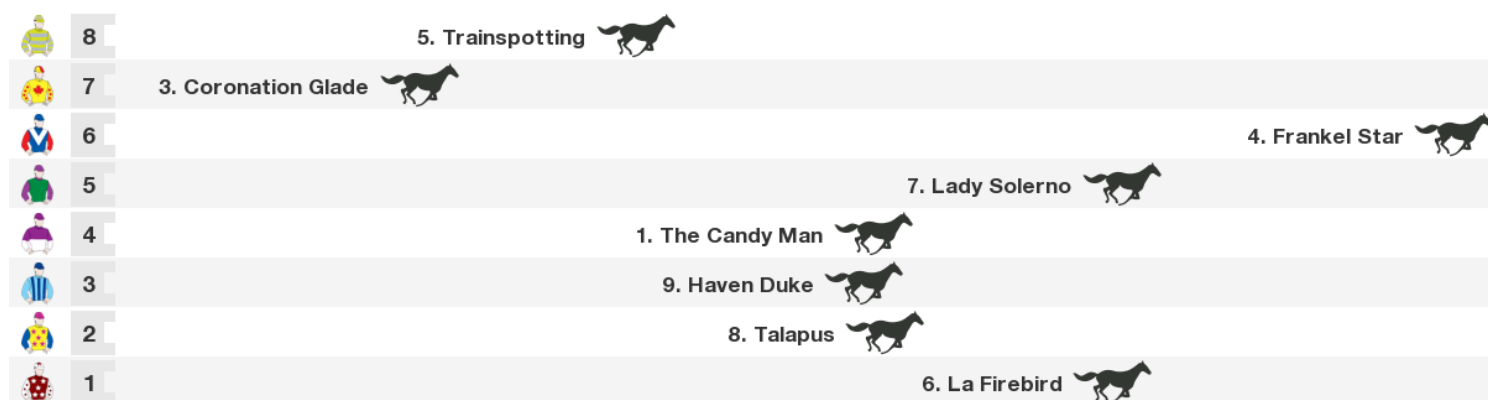 8 5. Trainspotting
7 3. Coronation Glade
6 4. Frankel Star
5 7. Lady Solerno
4 1. The Candy Man
3 9. Haven Duke
2 8. Talapus
1 6. La Firebird